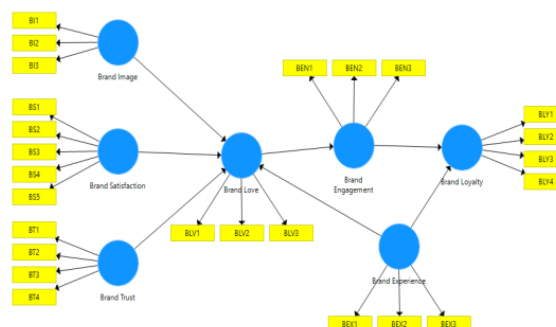 BI1
BI2
BI3
Brand Image
BS1
BS2
BS3
BS4
BS5
Brand Satisfaction
BT1
BT2
BT3
BT4
Brand Trust
Brand Love
BLV1
BLV2
BLV3
BEN1
BEN2
BEN3
Brand
Engagement
Brand Loyalty
BLY1
BLY2
BLY3
BLY4
Brand Experience
BEX1
BEX2
BEX3